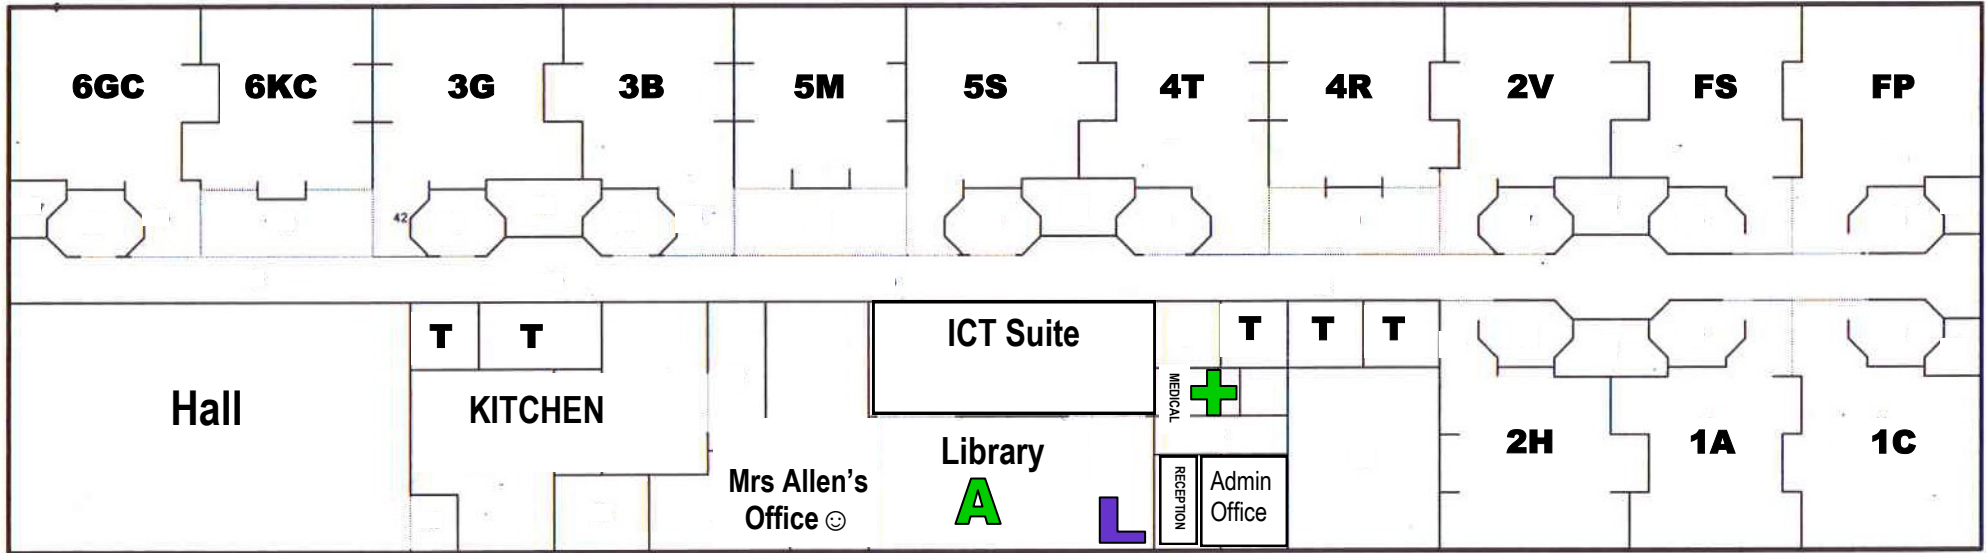 6GC
6KC
3G
3B
5M
5S
4T
4R
2V
FS
FP
42
T
T
ICT Suite
T
T
T
Hall
KITCHEN
MEDICAL
Library
A
Mrs Allen's
Office ☺
L
RECEPTION
Admin
Office
2H
1A
1C